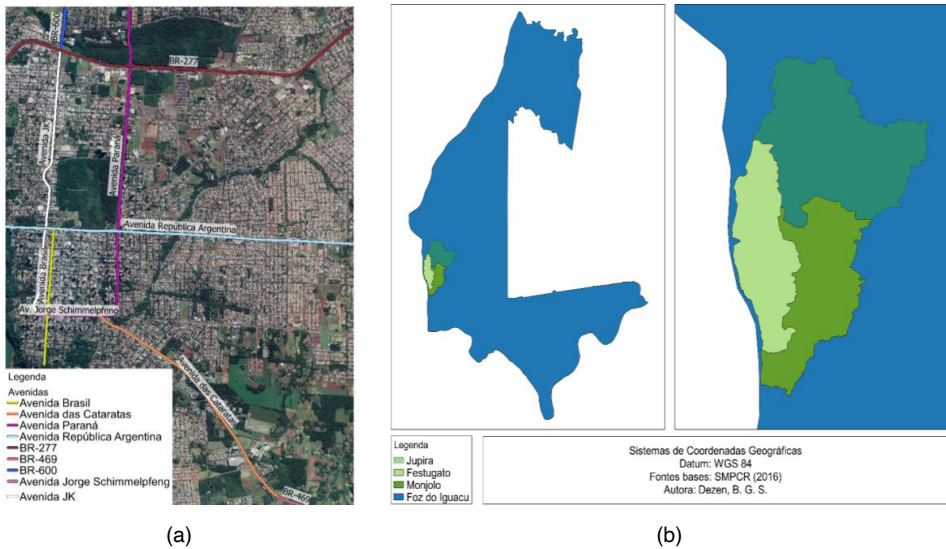 BR-600
BR-277
Avenida JK
Avenida Paraná
Avenida República Argentina
Avenida Brasil
Av. Jorge Schimmelpfeng
Avenida das Cataratas
BR-469
Legenda
Avenidas
Avenida Brasil
Avenida das Cataratas
Avenida Paraná
Avenida República Argentina
BR-277
BR-469
BR-600
Avenida Jorge Schimmelpfeng
Avenida JK
(a)
Legenda
Jupira
Festugato
Monjolo
Foz do Iguacu
Sistemas de Coordenadas Geográficas
Datum: WGS 84
Fontes bases: SMPCR (2016)
Autora: Dezen, B. G. S.
(b)